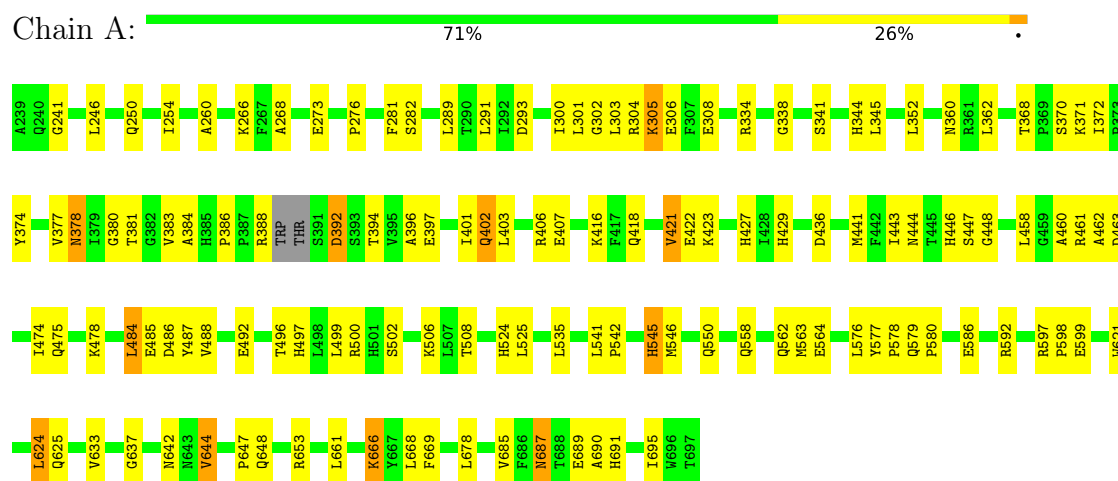 Chain A:
71% 26% •
A239 Q240 G241 L246 Q250 I254 A260 K266 F267 A268 E273 P276 F281 S282 L289 T290 L291 I292 D293 I300 L301 G302 L303 R304 K305 E306 F307 E308 R334 G338 S341 H344 L345 L352 N360 R361 L362 T368 P369 S370 K371 I372 P373
Y374 V377 N378 I379 G380 T381 G382 V383 A384 H385 P386 P387 R388 TRP THR S391 D392 S393 T394 V395 A396 E397 I401 Q402 L403 R406 E407 K416 F417 Q418 V421 E422 K423 H427 I428 H429 D436 M441 F442 I443 N444 T445 H446 S447 G448 L458 G459 A460 R461 A462 D463
I474 Q475 K478 L484 E485 D486 Y487 V488 E492 T496 H497 L498 L499 R500 H501 S502 K506 L507 T508 H524 L525 L535 L541 P542 H545 M546 Q550 Q558 Q562 M563 E564 L576 Y577 P578 Q579 P580 E586 R592 R597 P598 E599 W621
L624 Q625 V633 G637 N642 N643 V644 P647 Q648 R653 L661 K666 Y667 L668 F669 L678 V685 F686 N687 T688 E689 A690 H691 I695 W696 T697